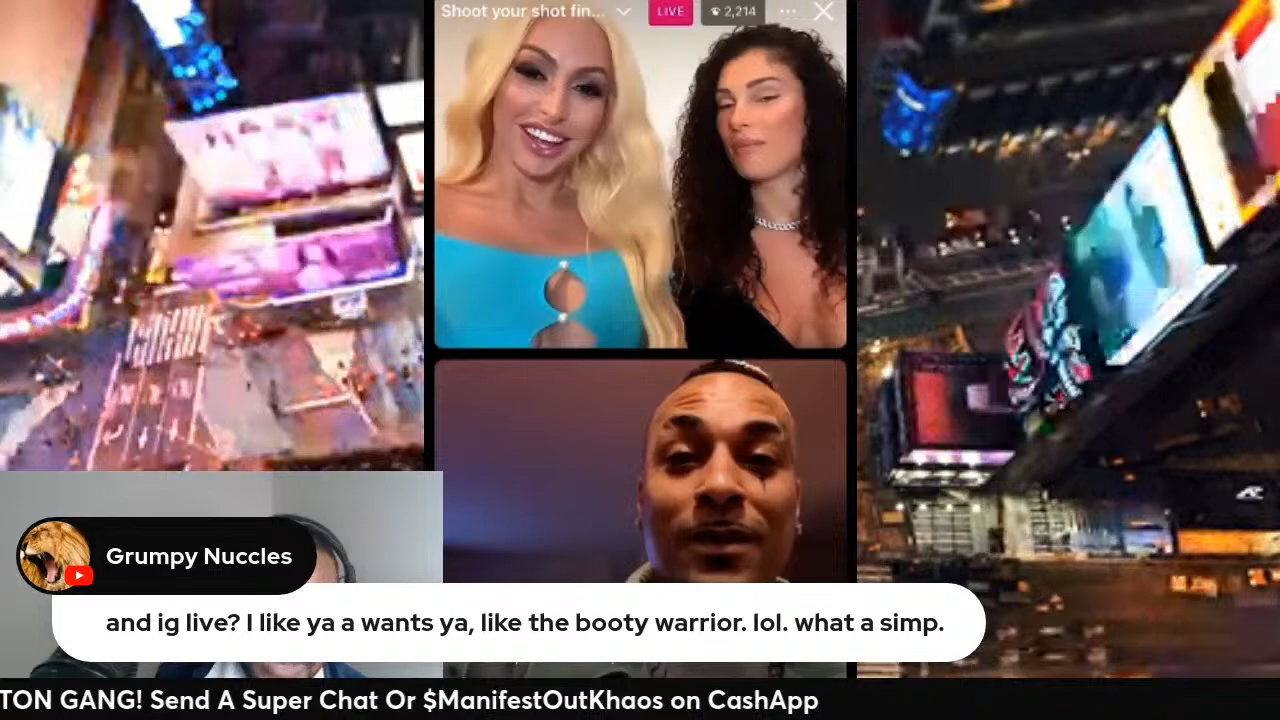 Shoot your shot fin...
LIVE
2,214
Grumpy Nuccles
and ig live? I like ya a wants ya, like the booty warrior. lol. what a simp.
TON GANG! Send A Super Chat Or $ManifestOutKhaos on CashApp